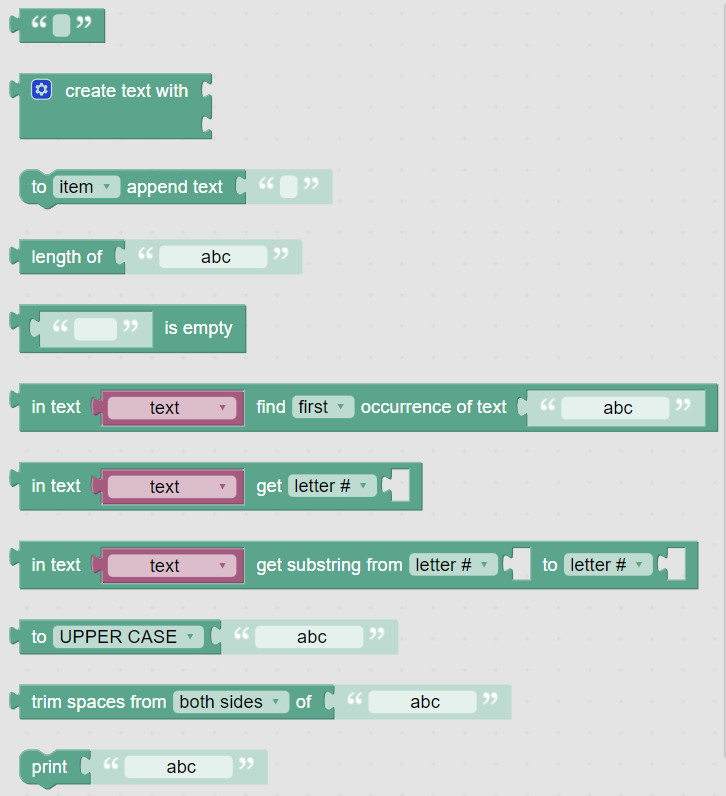 “ ”
create text with
to item append text “ ”
length of “ abc ”
“ ” is empty
in text text find first occurrence of text “ abc ”
in text text get letter #
in text text get substring from letter # to letter #
to UPPER CASE “ abc ”
trim spaces from both sides of “ abc ”
print “ abc ”